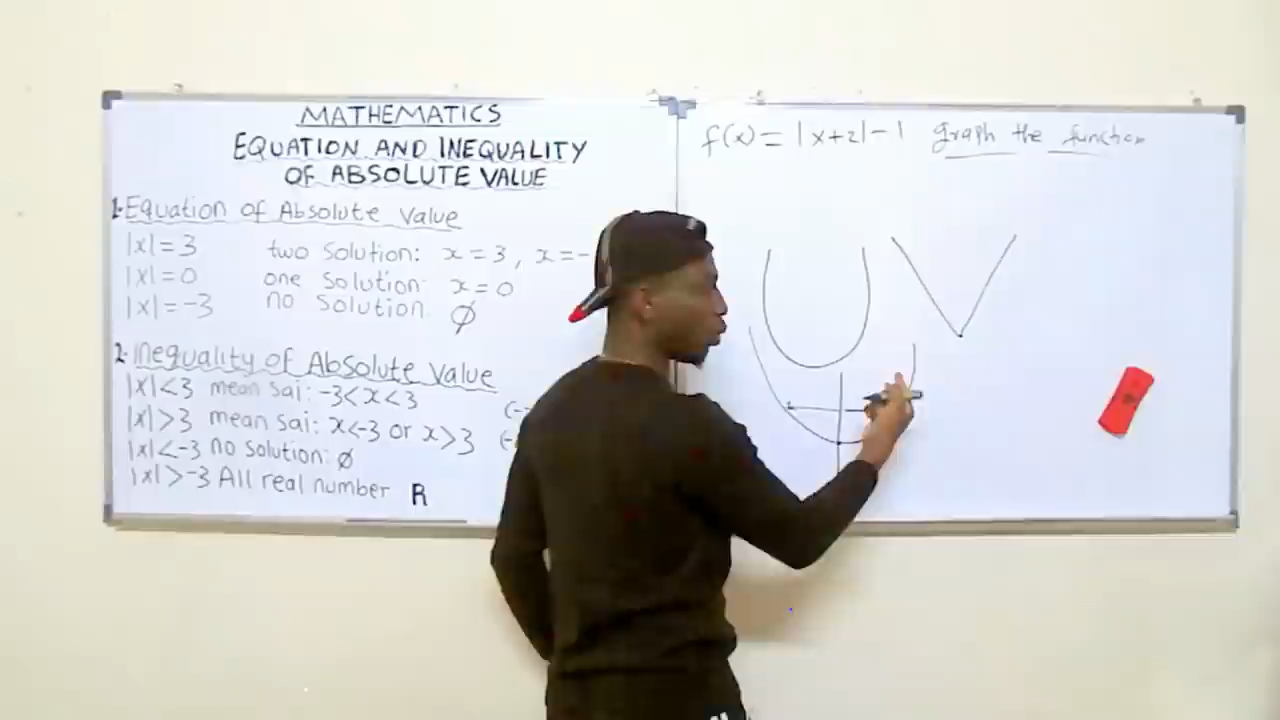 MATHEMATICS
EQUATION AND INEQUALITY
OF ABSOLUTE VALUE
1. Equation of Absolute Value
|x| = 3 two solution: x = 3, x = -
|x| = 0 one solution: x = 0
|x| = -3 no solution. ∅
2. Inequality of Absolute Value
|x| < 3 mean sai: -3 < x < 3 (-
|x| > 3 mean sai: x < -3 or x > 3 (-
|x| < -3 no solution: ∅
|x| > -3 All real number R
f(x) = |x+2| - 1 graph the function